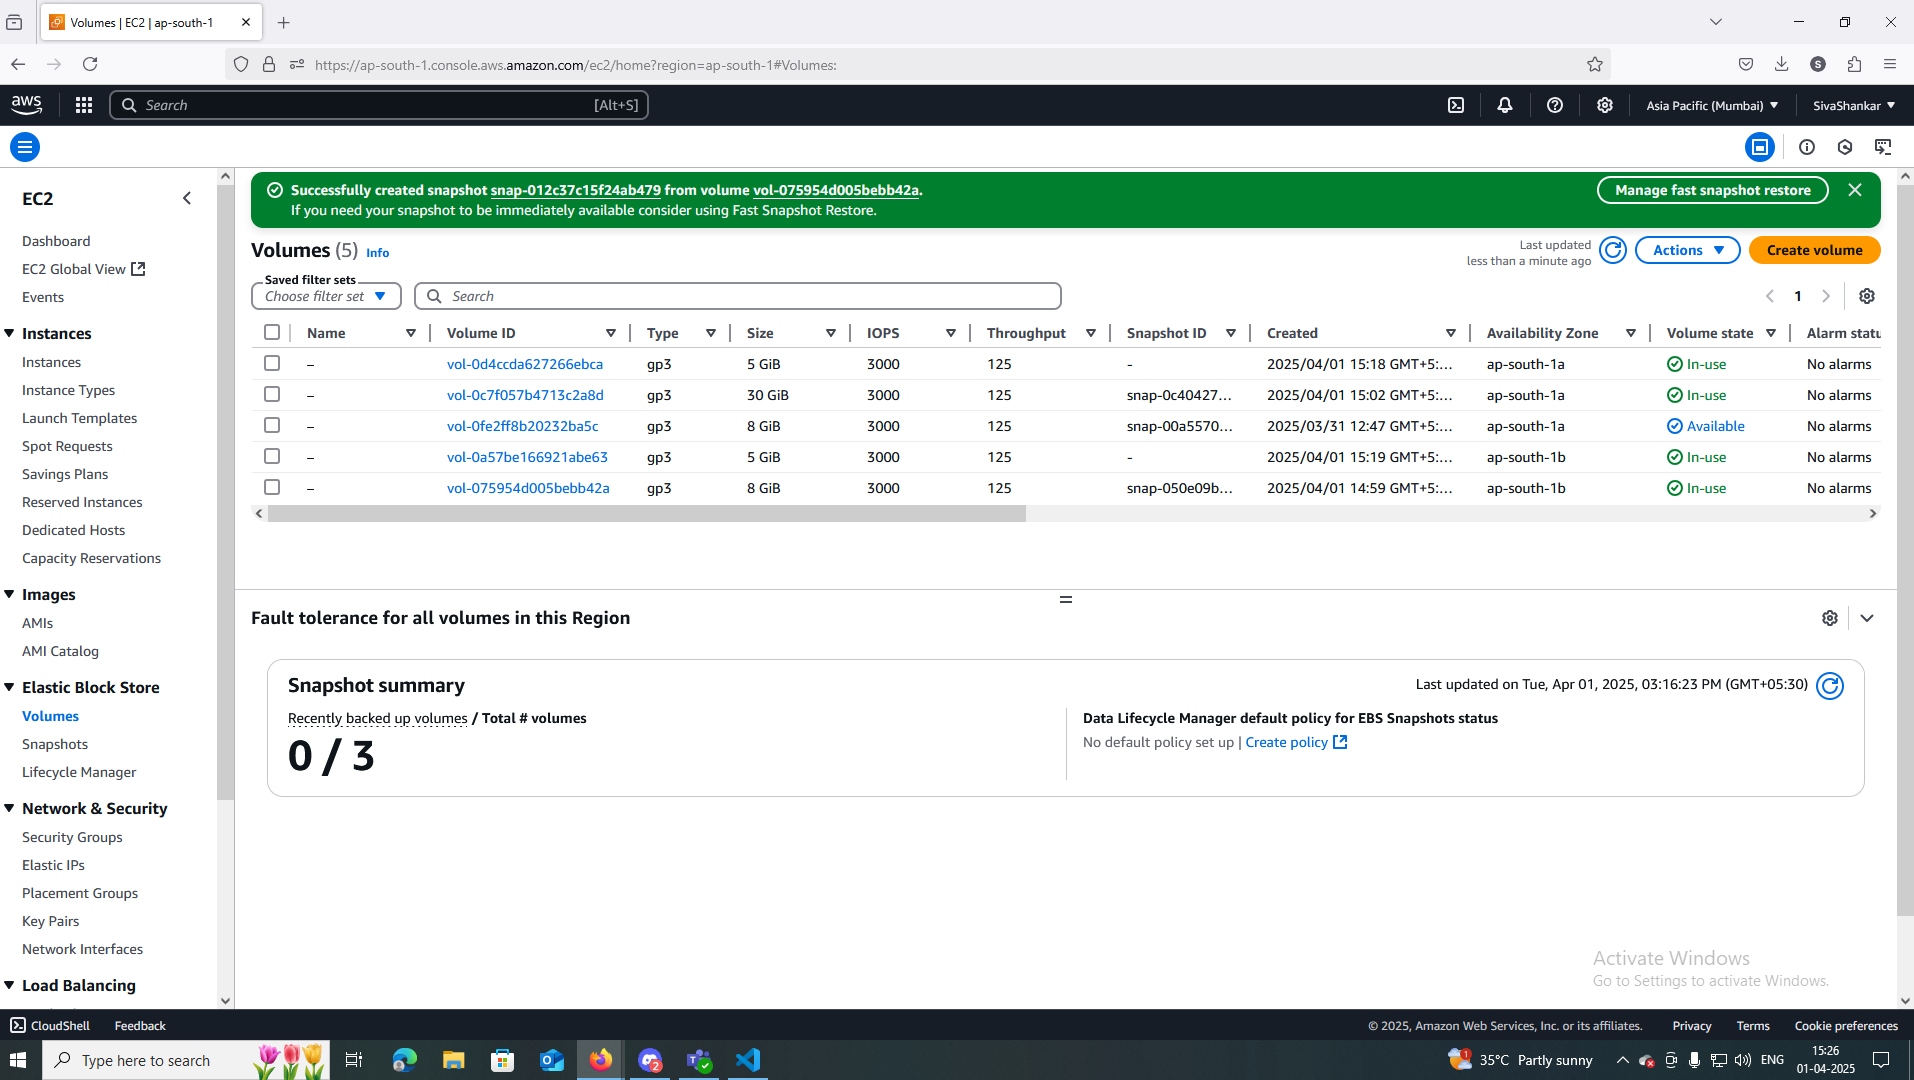 Volumes | EC2 | ap-south-1
https://ap-south-1.console.aws.amazon.com/ec2/home?region=ap-south-1#Volumes:
S
aws
Search
[Alt+S]
Asia Pacific (Mumbai)
SivaShankar
EC2
Dashboard
EC2 Global View
Events
Instances
Instances
Instance Types
Launch Templates
Spot Requests
Savings Plans
Reserved Instances
Dedicated Hosts
Capacity Reservations
Images
AMIs
AMI Catalog
Elastic Block Store
Volumes
Snapshots
Lifecycle Manager
Network & Security
Security Groups
Elastic IPs
Placement Groups
Key Pairs
Network Interfaces
Load Balancing
Successfully created snapshot snap-012c37c15f24ab479 from volume vol-075954d005bebb42a.
If you need your snapshot to be immediately available consider using Fast Snapshot Restore.
Manage fast snapshot restore
Volumes (5) Info
Last updated
less than a minute ago
Actions
Create volume
Saved filter sets
Choose filter set
Search
1
Name Volume ID Type Size IOPS Throughput Snapshot ID Created Availability Zone Volume state Alarm statu
– vol-0d4ccda627266ebca gp3 5 GiB 3000 125 - 2025/04/01 15:18 GMT+5:... ap-south-1a In-use No alarms
– vol-0c7f057b4713c2a8d gp3 30 GiB 3000 125 snap-0c40427... 2025/04/01 15:02 GMT+5:... ap-south-1a In-use No alarms
– vol-0fe2ff8b20232ba5c gp3 8 GiB 3000 125 snap-00a5570... 2025/03/31 12:47 GMT+5:... ap-south-1a Available No alarms
– vol-0a57be166921abe63 gp3 5 GiB 3000 125 - 2025/04/01 15:19 GMT+5:... ap-south-1b In-use No alarms
– vol-075954d005bebb42a gp3 8 GiB 3000 125 snap-050e09b... 2025/04/01 14:59 GMT+5:... ap-south-1b In-use No alarms
Fault tolerance for all volumes in this Region
Snapshot summary
Last updated on Tue, Apr 01, 2025, 03:16:23 PM (GMT+05:30)
Recently backed up volumes / Total # volumes
0 / 3
Data Lifecycle Manager default policy for EBS Snapshots status
No default policy set up | Create policy
Activate Windows
Go to Settings to activate Windows.
CloudShell
Feedback
© 2025, Amazon Web Services, Inc. or its affiliates.
Privacy
Terms
Cookie preferences
Type here to search
2
1
35°C Partly sunny
ENG
15:26
01-04-2025